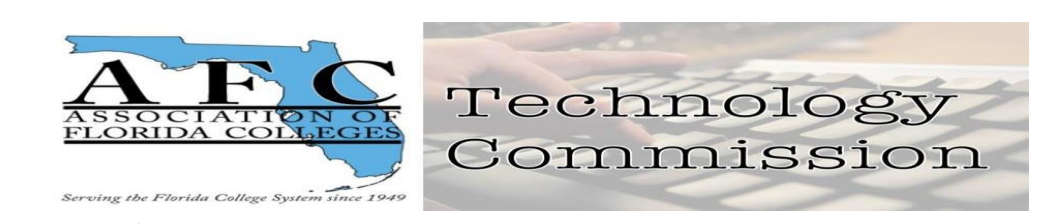 AFC
ASSOCIATION OF
FLORIDA COLLEGES
Serving the Florida College System since 1949
Technology
Commission